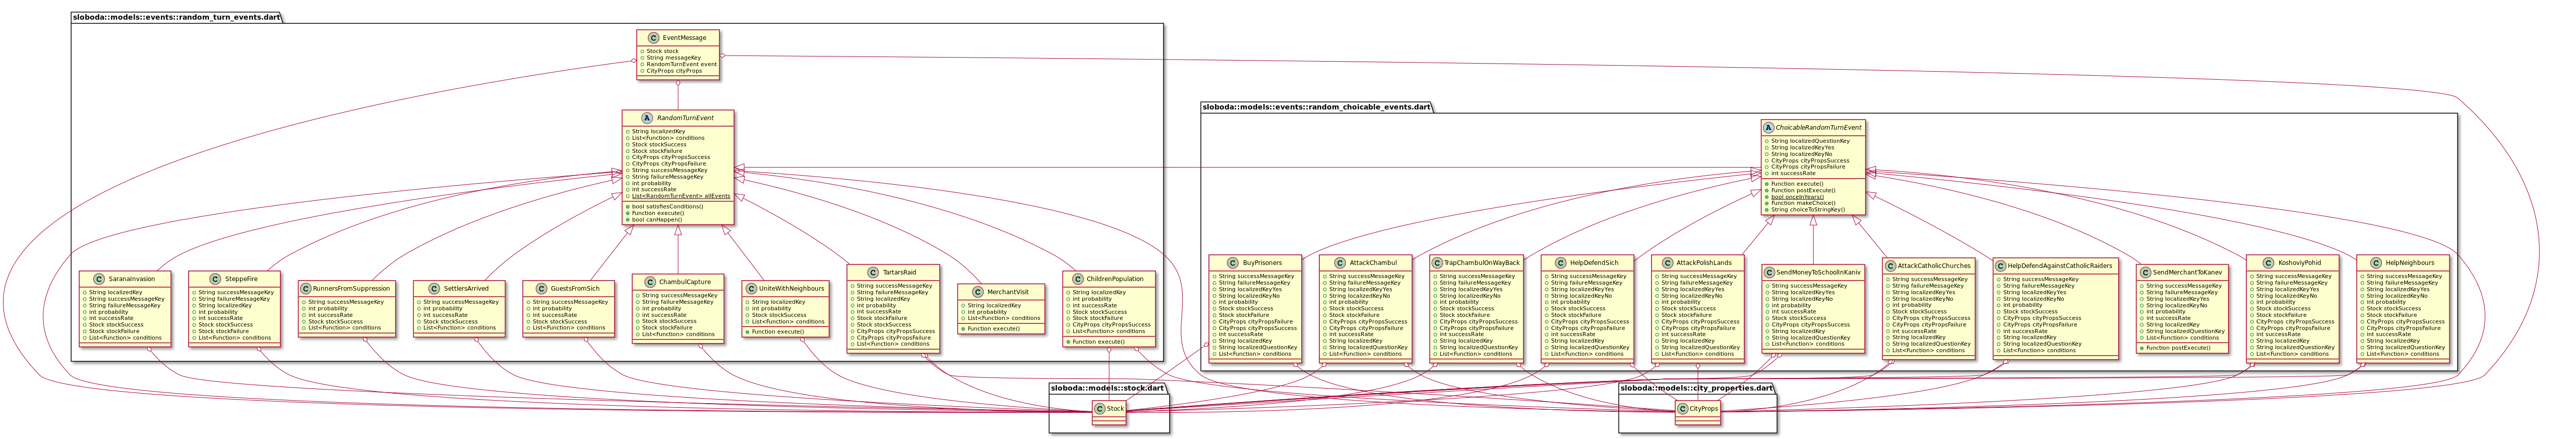 sloboda::models::events::random_turn_events.dart
EventMessage
Stock stock
String messageKey
RandomTurnEvent event
CityProps cityProps
RandomTurnEvent
String localizedKey
List<Function> conditions
Stock stockSuccess
Stock stockFailure
CityProps cityPropsSuccess
CityProps cityPropsFailure
String successMessageKey
String failureMessageKey
int probability
int successRate
List<RandomTurnEvent> allEvents
bool satisfiesConditions()
Function execute()
bool canHappen()
SaranaInvasion
String localizedKey
String successMessageKey
String failureMessageKey
int probability
int successRate
Stock stockSuccess
Stock stockFailure
List<Function> conditions
SteppeFire
String successMessageKey
String failureMessageKey
String localizedKey
int probability
int successRate
Stock stockSuccess
Stock stockFailure
List<Function> conditions
RunnersFromSuppression
String successMessageKey
int probability
int successRate
Stock stockSuccess
List<Function> conditions
SettlersArrived
String successMessageKey
int probability
int successRate
Stock stockSuccess
List<Function> conditions
GuestsFromSich
String successMessageKey
int probability
int successRate
Stock stockSuccess
List<Function> conditions
ChambulCapture
String successMessageKey
String failureMessageKey
int probability
int successRate
Stock stockSuccess
Stock stockFailure
List<Function> conditions
UniteWithNeighbours
String localizedKey
int probability
Stock stockSuccess
List<Function> conditions
Function execute()
TartarsRaid
String successMessageKey
String failureMessageKey
String localizedKey
int probability
int successRate
Stock stockFailure
Stock stockSuccess
CityProps cityPropsSuccess
CityProps cityPropsFailure
List<Function> conditions
MerchantVisit
String localizedKey
int probability
List<Function> conditions
Function execute()
ChildrenPopulation
String localizedKey
int probability
int successRate
Stock stockSuccess
Stock stockFailure
CityProps cityPropsSuccess
List<Function> conditions
Function execute()
sloboda::models::events::random_choicable_events.dart
ChoicableRandomTurnEvent
String localizedQuestionKey
String localizedKeyYes
String localizedKeyNo
CityProps cityPropsSuccess
CityProps cityPropsFailure
int successRate
Function execute()
Function postExecute()
bool onceInYears()
Function makeChoice()
String choiceToStringKey()
BuyPrisoners
String successMessageKey
String failureMessageKey
String localizedKeyYes
String localizedKeyNo
int probability
Stock stockSuccess
Stock stockFailure
CityProps cityPropsFailure
CityProps cityPropsSuccess
int successRate
String localizedKey
String localizedQuestionKey
List<Function> conditions
AttackChambul
String successMessageKey
String failureMessageKey
String localizedKeyYes
String localizedKeyNo
int probability
Stock stockSuccess
Stock stockFailure
CityProps cityPropsSuccess
CityProps cityPropsFailure
int successRate
String localizedKey
String localizedQuestionKey
List<Function> conditions
TrapChambulOnWayBack
String successMessageKey
String failureMessageKey
String localizedKeyYes
String localizedKeyNo
int probability
Stock stockSuccess
Stock stockFailure
CityProps cityPropsSuccess
CityProps cityPropsFailure
int successRate
String localizedKey
String localizedQuestionKey
List<Function> conditions
HelpDefendSich
String successMessageKey
String failureMessageKey
String localizedKeyYes
String localizedKeyNo
int probability
Stock stockSuccess
Stock stockFailure
CityProps cityPropsSuccess
CityProps cityPropsFailure
int successRate
String localizedKey
String localizedQuestionKey
List<Function> conditions
AttackPolishLands
String successMessageKey
String failureMessageKey
String localizedKeyYes
String localizedKeyNo
int probability
Stock stockSuccess
Stock stockFailure
CityProps cityPropsSuccess
CityProps cityPropsFailure
int successRate
String localizedKey
String localizedQuestionKey
List<Function> conditions
SendMoneyToSchoolInKaniv
String successMessageKey
String localizedKeyYes
String localizedKeyNo
int probability
int successRate
Stock stockSuccess
CityProps cityPropsSuccess
String localizedKey
String localizedQuestionKey
List<Function> conditions
AttackCatholicChurches
String successMessageKey
String failureMessageKey
String localizedKeyYes
String localizedKeyNo
int probability
Stock stockSuccess
CityProps cityPropsSuccess
CityProps cityPropsFailure
int successRate
String localizedKey
String localizedQuestionKey
List<Function> conditions
HelpDefendAgainstCatholicRaiders
String successMessageKey
String failureMessageKey
String localizedKeyYes
String localizedKeyNo
int probability
Stock stockSuccess
CityProps cityPropsSuccess
CityProps cityPropsFailure
int successRate
String localizedKey
String localizedQuestionKey
List<Function> conditions
SendMerchantToKanev
String successMessageKey
String failureMessageKey
String localizedKeyYes
String localizedKeyNo
int probability
int successRate
String localizedKey
String localizedQuestionKey
List<Function> conditions
Function postExecute()
KoshoviyPohid
String successMessageKey
String failureMessageKey
String localizedKeyYes
String localizedKeyNo
int probability
Stock stockSuccess
Stock stockFailure
CityProps cityPropsSuccess
CityProps cityPropsFailure
int successRate
String localizedKey
String localizedQuestionKey
List<Function> conditions
HelpNeighbours
String successMessageKey
String failureMessageKey
String localizedKeyYes
String localizedKeyNo
int probability
Stock stockSuccess
Stock stockFailure
CityProps cityPropsSuccess
CityProps cityPropsFailure
int successRate
String localizedKey
String localizedQuestionKey
List<Function> conditions
sloboda::models::stock.dart
Stock
sloboda::models::city_properties.dart
CityProps